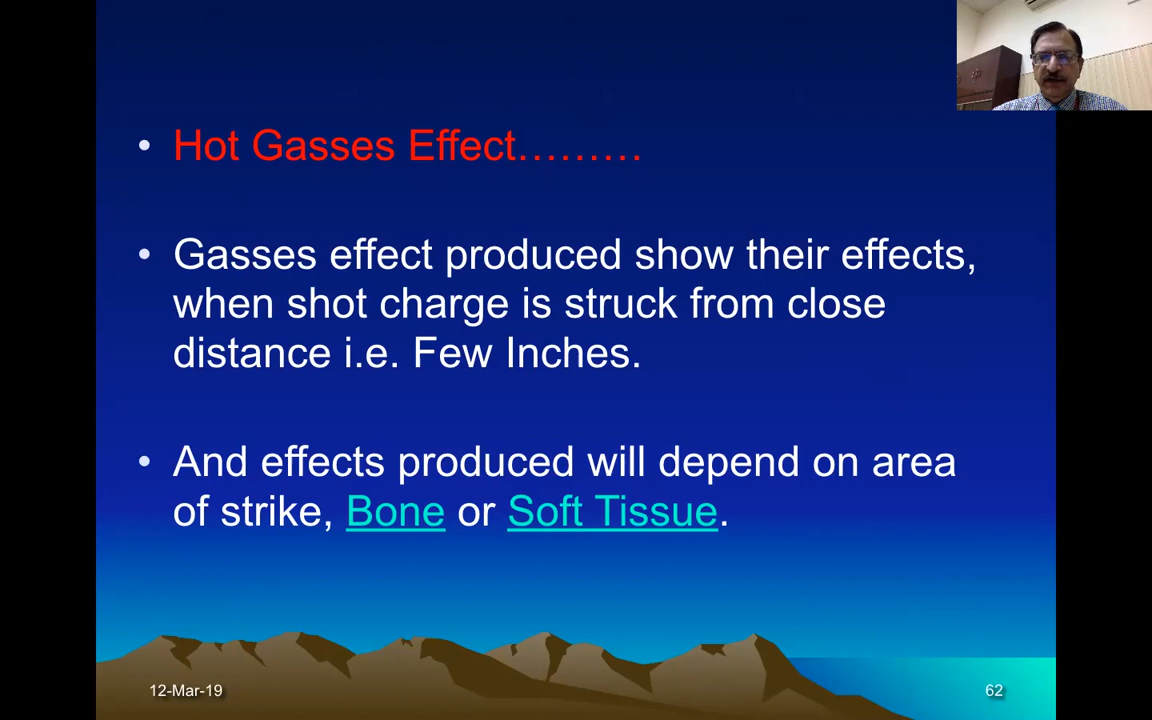 • Hot Gasses Effect………
• Gasses effect produced show their effects,
when shot charge is struck from close
distance i.e. Few Inches.
• And effects produced will depend on area
of strike, Bone or Soft Tissue.
12-Mar-19
62